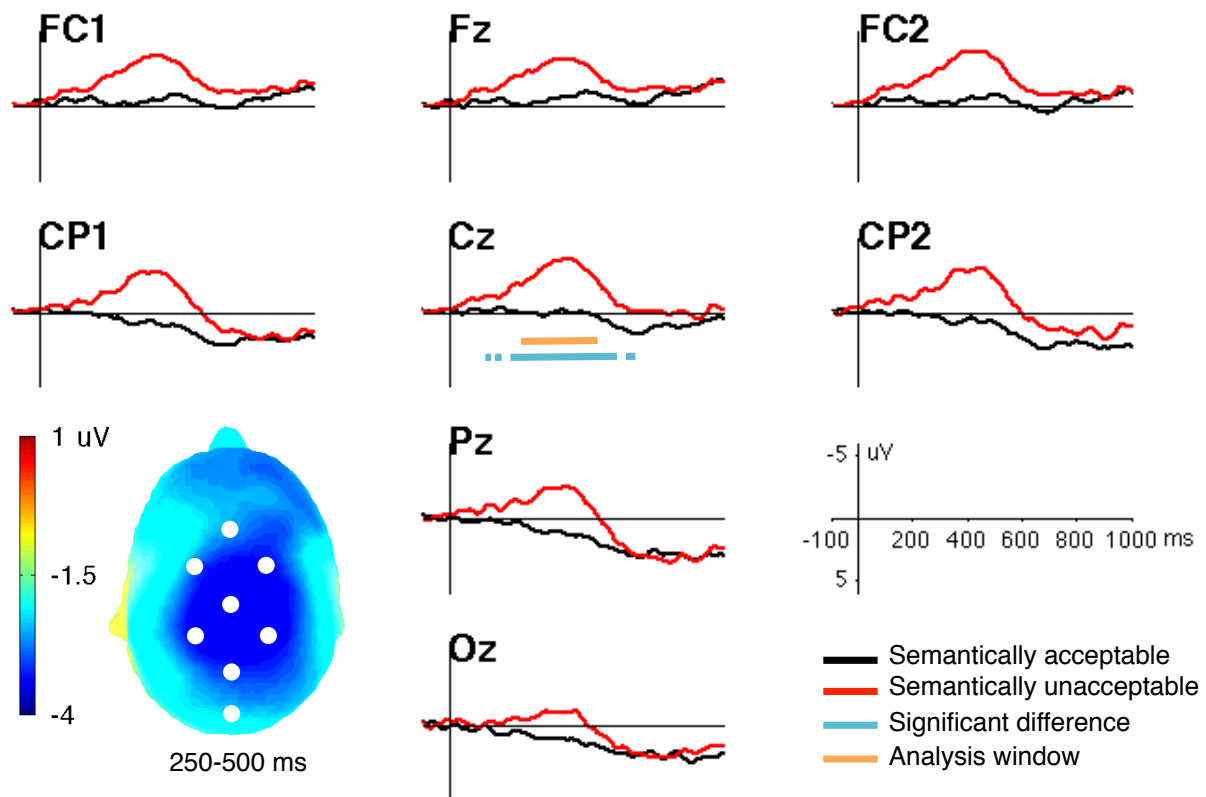 FC1
Fz
FC2
CP1
Cz
CP2
1 uV
-1.5
-4
250-500 ms
Pz
-5 uV
-100 200 400 600 800 1000 ms
5
Oz
Semantically acceptable
Semantically unacceptable
Significant difference
Analysis window